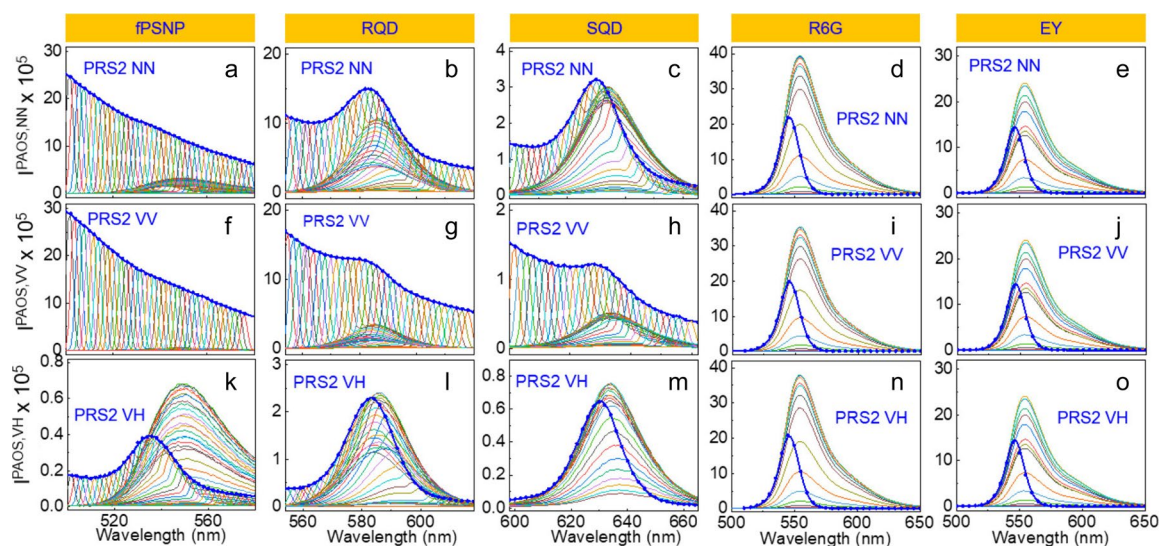 fPSNP RQD SQD R6G EY
I^PAOS,NN x 10^5
30 20 10 0
PRS2 NN a
20 10 0
PRS2 NN b
4 3 2 1 0
PRS2 NN c
40 30 20 10 0
PRS2 NN d
30 20 10 0
PRS2 NN e
I^PAOS,VV x 10^5
30 20 10 0
PRS2 VV f
20 10 0
PRS2 VV g
2 1 0
PRS2 VV h
40 30 20 10 0
PRS2 VV i
30 20 10 0
PRS2 VV j
I^PAOS,VH x 10^5
0.8 0.6 0.4 0.2 0.0
PRS2 VH k
3 2 1 0
PRS2 VH l
0.8 0.6 0.4 0.2 0.0
PRS2 VH m
40 30 20 10 0
PRS2 VH n
30 20 10 0
PRS2 VH o
520 560 560 580 600 600 620 640 660 500 550 600 650 500 550 600 650
Wavelength (nm) Wavelength (nm) Wavelength (nm) Wavelength (nm) Wavelength (nm)